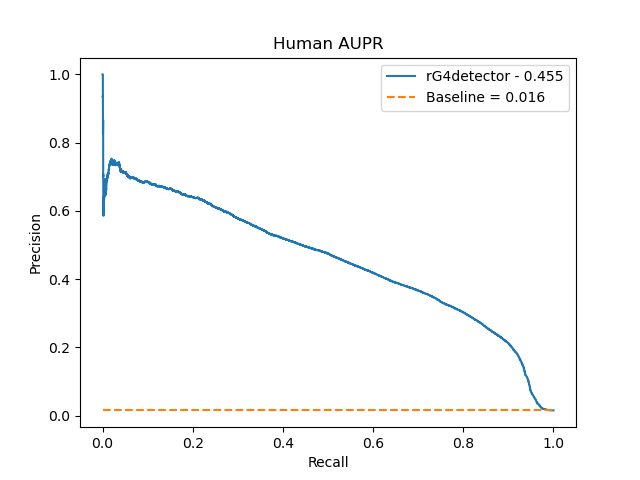 Human AUPR
rG4detector - 0.455
Baseline = 0.016
1.0
0.8
0.6
0.4
0.2
0.0
Precision
0.0 0.2 0.4 0.6 0.8 1.0
Recall